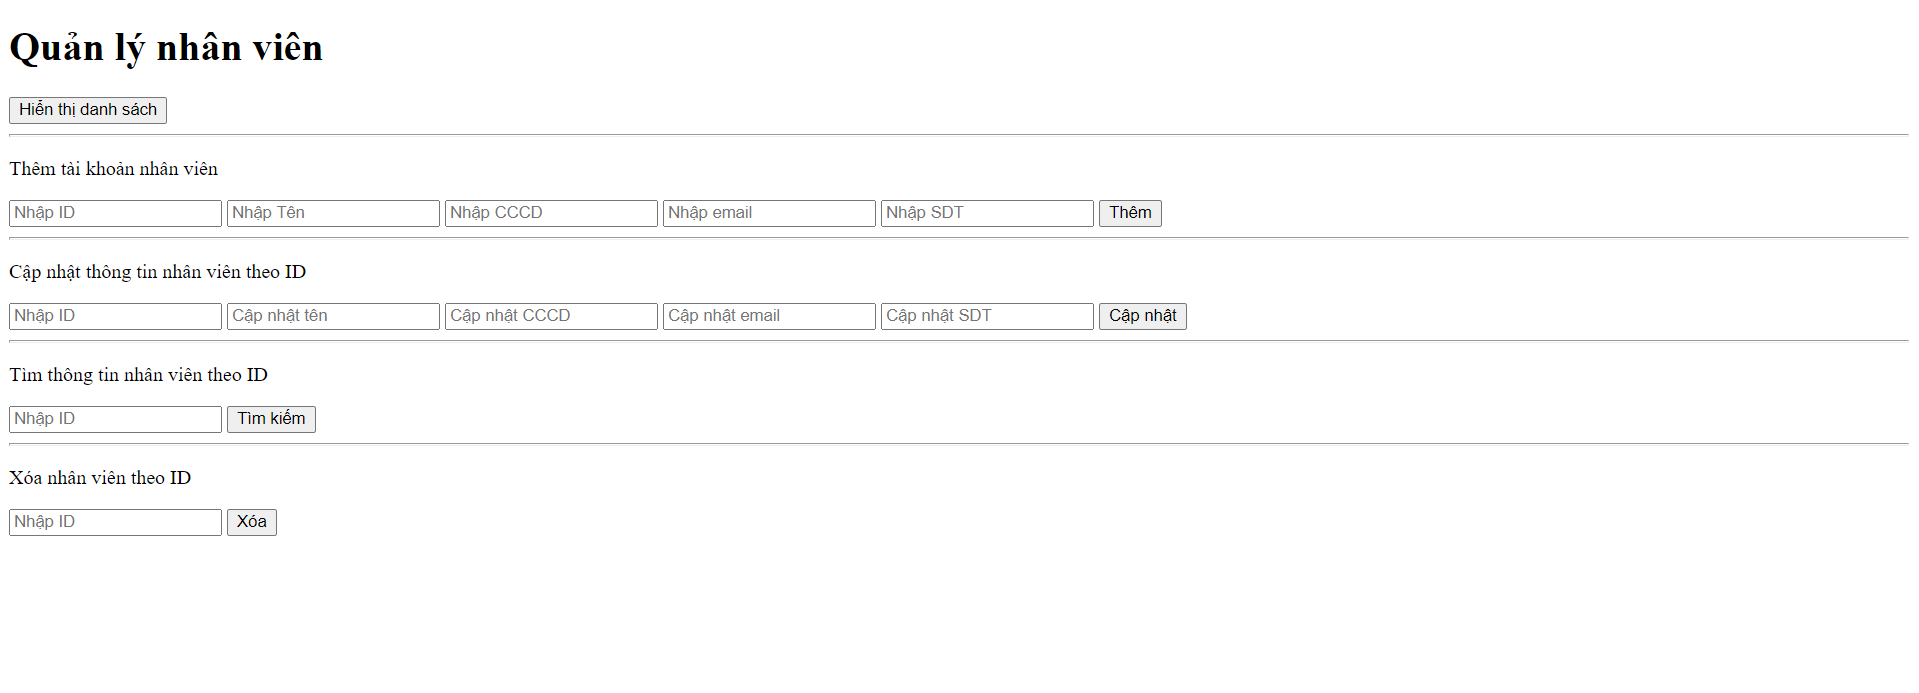 Quản lý nhân viên
Hiển thị danh sách
Thêm tài khoản nhân viên
Nhập ID Nhập Tên Nhập CCCD Nhập email Nhập SDT Thêm
Cập nhật thông tin nhân viên theo ID
Nhập ID Cập nhật tên Cập nhật CCCD Cập nhật email Cập nhật SDT Cập nhật
Tìm thông tin nhân viên theo ID
Nhập ID Tìm kiếm
Xóa nhân viên theo ID
Nhập ID Xóa